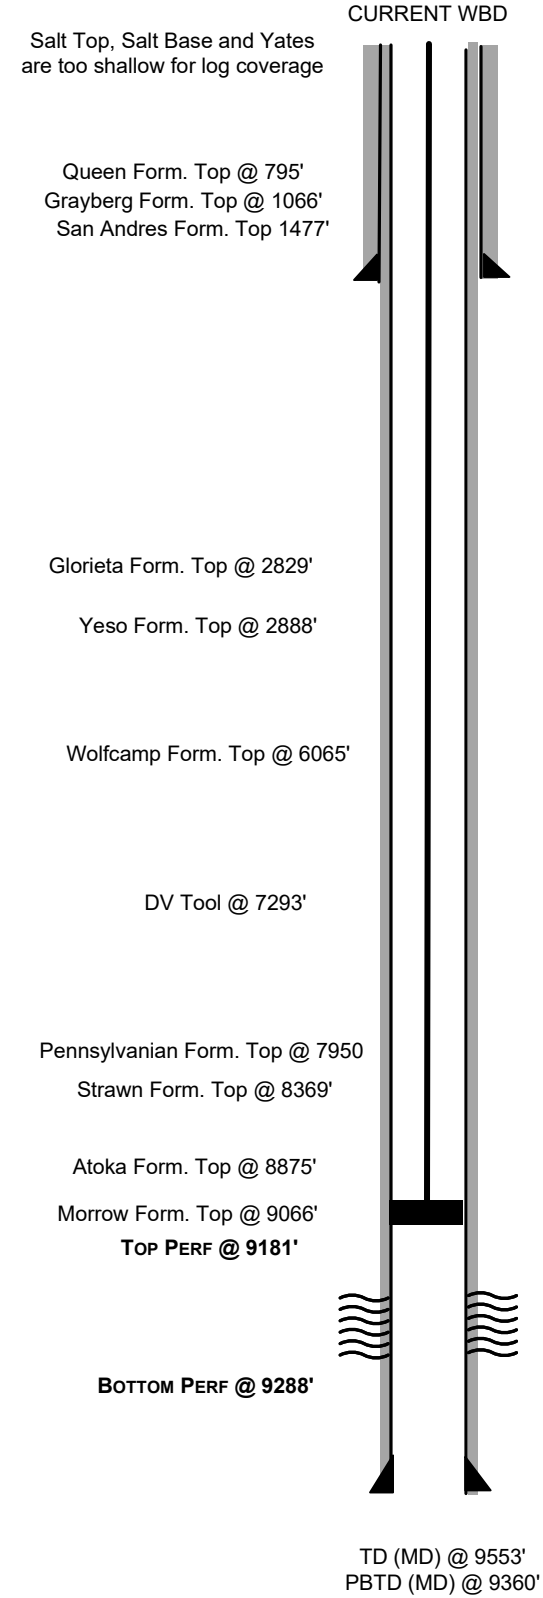 CURRENT WBD
Salt Top, Salt Base and Yates
are too shallow for log coverage
Queen Form. Top @ 795'
Grayberg Form. Top @ 1066'
San Andres Form. Top 1477'
Glorieta Form. Top @ 2829'
Yeso Form. Top @ 2888'
Wolfcamp Form. Top @ 6065'
DV Tool @ 7293'
Pennsylvanian Form. Top @ 7950
Strawn Form. Top @ 8369'
Atoka Form. Top @ 8875'
Morrow Form. Top @ 9066'
TOP PERF @ 9181'
BOTTOM PERF @ 9288'
TD (MD) @ 9553'
PBTD (MD) @ 9360'